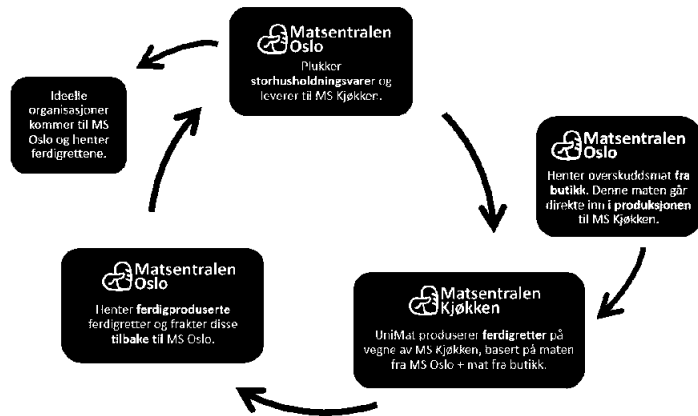 Matsentralen
Oslo
Plukker
storhusholdningsvarer og
leverer til MS Kjøkken.
Ideelle
organisasjoner
kommer til MS
Oslo og henter
ferdigrettene.
Matsentralen
Oslo
Henter overskuddsmat fra
butikk. Denne maten går
direkte inn i produksjonen
til MS Kjøkken.
Matsentralen
Oslo
Henter ferdigproduserte
ferdigretter og frakter disse
tilbake til MS Oslo.
Matsentralen
Kjøkken
UniMat produserer ferdigretter på
vegne av MS Kjøkken, basert på maten
fra MS Oslo + mat fra butikk.